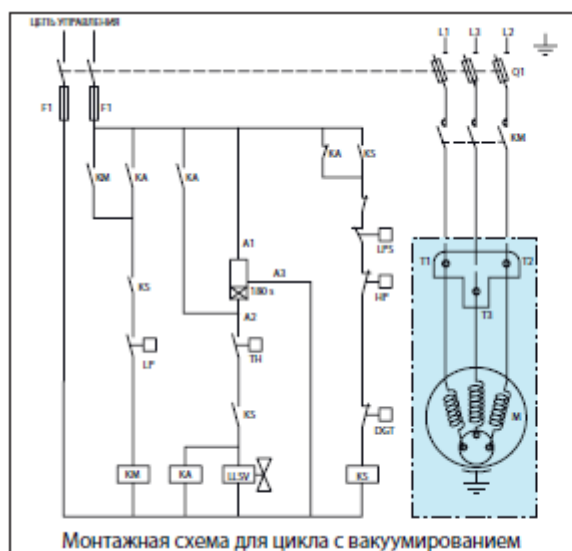 ЦЕПЬ УПРАВЛЕНИЯ
L1 L3 L2
Q1
F1 F1
KM
KA KS
KM KA KA
LPS
A1
A3
T1 T2
HP
180 s
KS
T3
A2
LP TH
KS
M
DGT
KM KA LLSV KS
Монтажная схема для цикла с вакуумированием